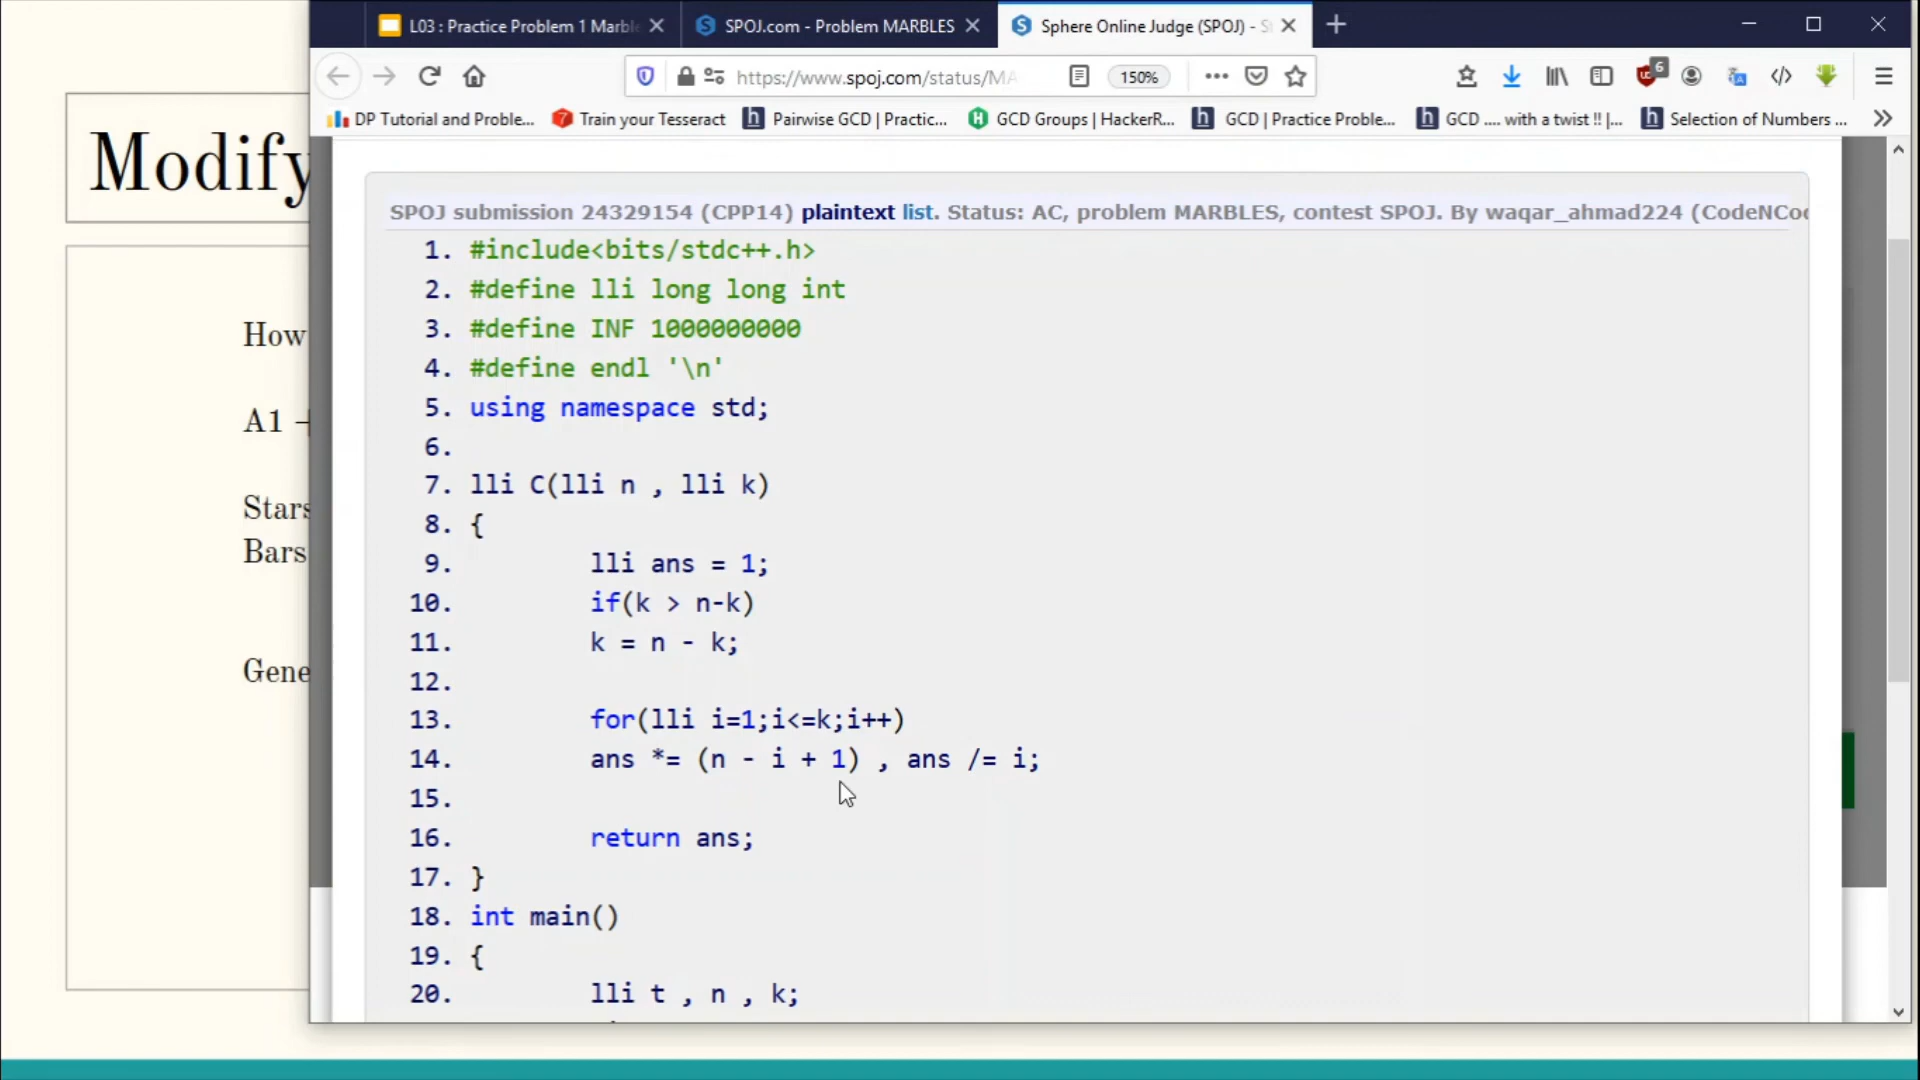 L03 : Practice Problem 1 Marbl
SPOJ.com - Problem MARBLES
Sphere Online Judge (SPOJ) - S
https://www.spoj.com/status/MA
150%
6
DP Tutorial and Proble...
Train your Tesseract
Pairwise GCD | Practic...
GCD Groups | HackerR...
GCD | Practice Proble...
GCD .... with a twist !! |...
Selection of Numbers ...
Modify
How
A1
Stars
Bars
Gene
SPOJ submission 24329154 (CPP14) plaintext list. Status: AC, problem MARBLES, contest SPOJ. By waqar_ahmad224 (CodeNCo
1. #include<bits/stdc++.h>
2. #define lli long long int
3. #define INF 1000000000
4. #define endl '\n'
5. using namespace std;
6.
7. lli C(lli n , lli k)
8. {
9. lli ans = 1;
10. if(k > n-k)
11. k = n - k;
12.
13. for(lli i=1;i<=k;i++)
14. ans *= (n - i + 1) , ans /= i;
15.
16. return ans;
17. }
18. int main()
19. {
20. lli t , n , k;